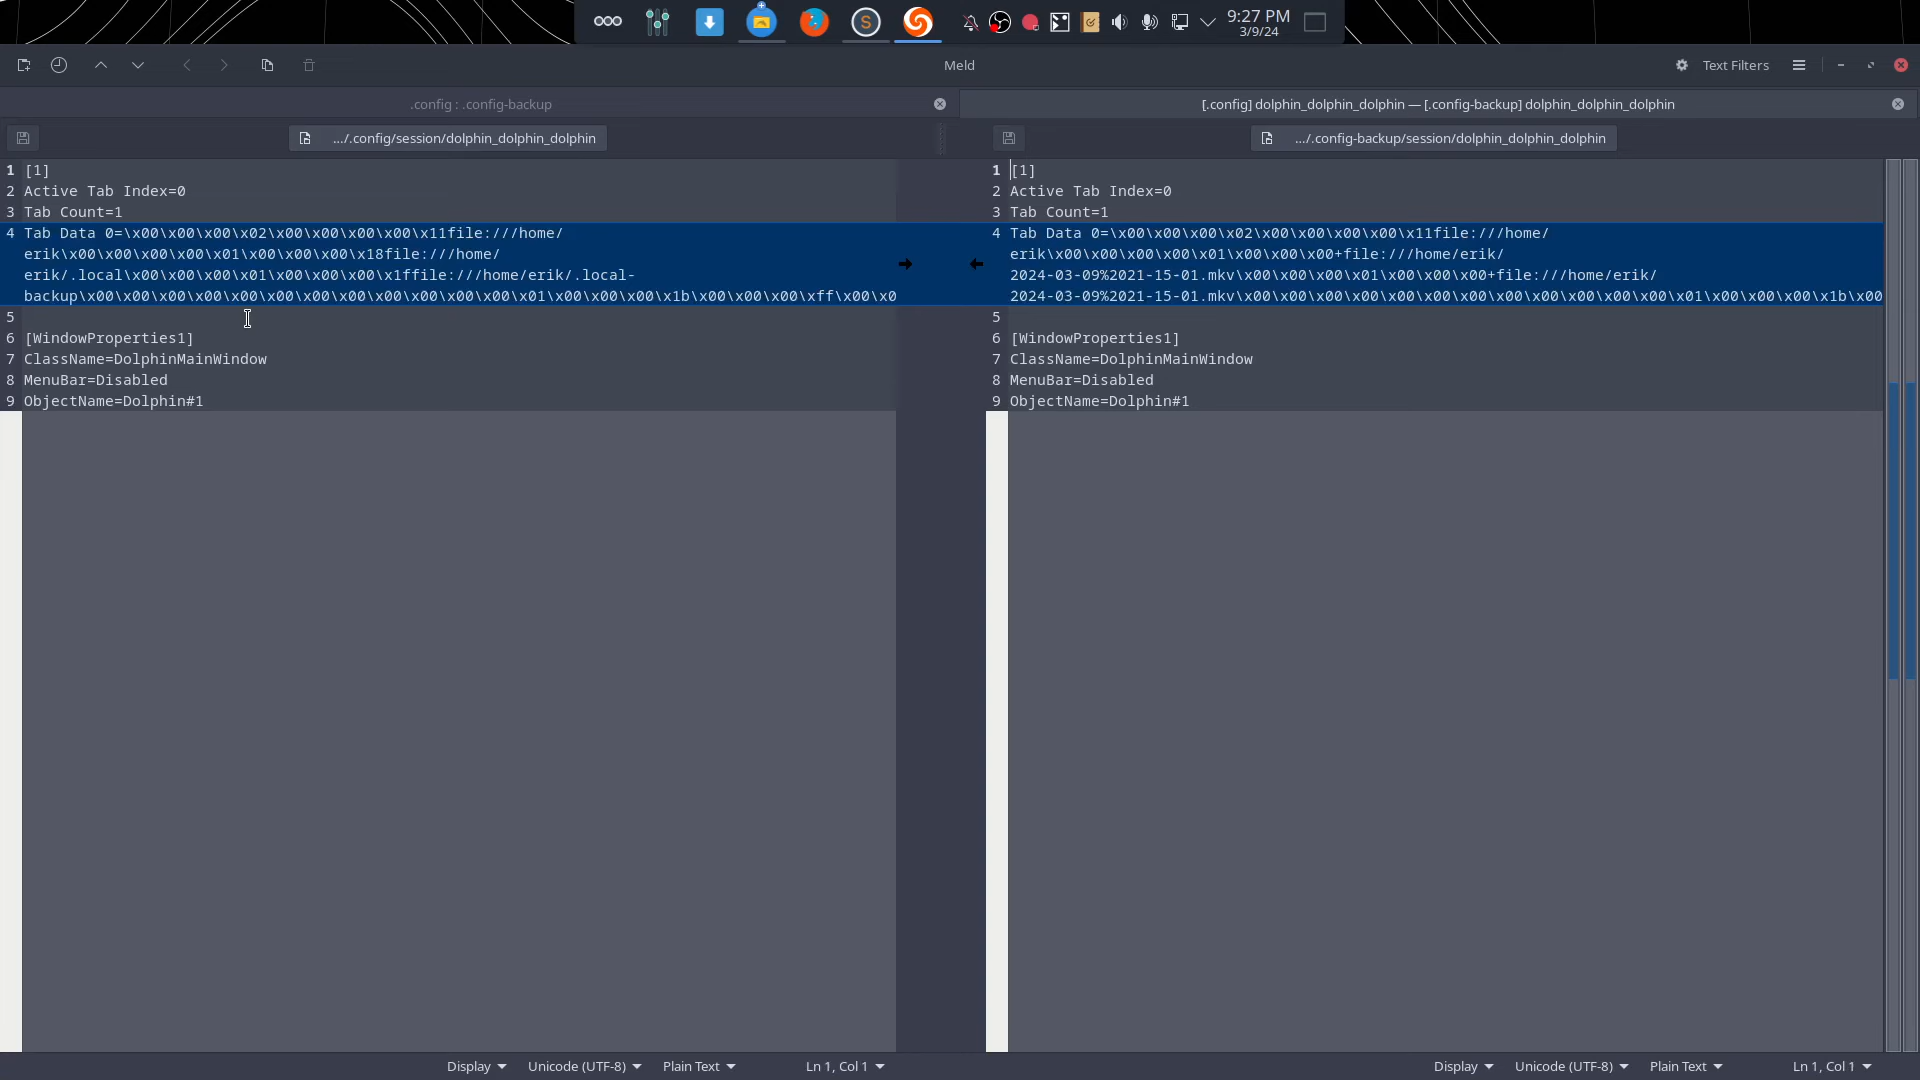 9:27 PM
3/9/24
Meld
Text Filters
.config : .config-backup
[.config] dolphin_dolphin_dolphin — [.config-backup] dolphin_dolphin_dolphin
.../.config/session/dolphin_dolphin_dolphin
.../.config-backup/session/dolphin_dolphin_dolphin
1 [1]
2 Active Tab Index=0
3 Tab Count=1
4 Tab Data 0=\x00\x00\x00\x02\x00\x00\x00\x00\x11file:///home/
erik\x00\x00\x00\x01\x00\x00\x00\x18file:///home/
erik/.local\x00\x00\x00\x01\x00\x00\x00\x1ffile:///home/erik/.local-
backup\x00\x00\x00\x00\x00\x00\x00\x00\x00\x00\x01\x00\x00\x00\x1b\x00\x00\x00\xff\x00\x0
5
6 [WindowProperties1]
7 ClassName=DolphinMainWindow
8 MenuBar=Disabled
9 ObjectName=Dolphin#1
1 [1]
2 Active Tab Index=0
3 Tab Count=1
4 Tab Data 0=\x00\x00\x00\x02\x00\x00\x00\x00\x11file:///home/
erik\x00\x00\x00\x01\x00\x00\x00+file:///home/erik/
2024-03-09%2021-15-01.mkv\x00\x00\x00\x01\x00\x00\x00+file:///home/erik/
2024-03-09%2021-15-01.mkv\x00\x00\x00\x00\x00\x00\x00\x00\x00\x00\x01\x00\x00\x00\x1b\x00
5
6 [WindowProperties1]
7 ClassName=DolphinMainWindow
8 MenuBar=Disabled
9 ObjectName=Dolphin#1
Display
Unicode (UTF-8)
Plain Text
Ln 1, Col 1
Display
Unicode (UTF-8)
Plain Text
Ln 1, Col 1